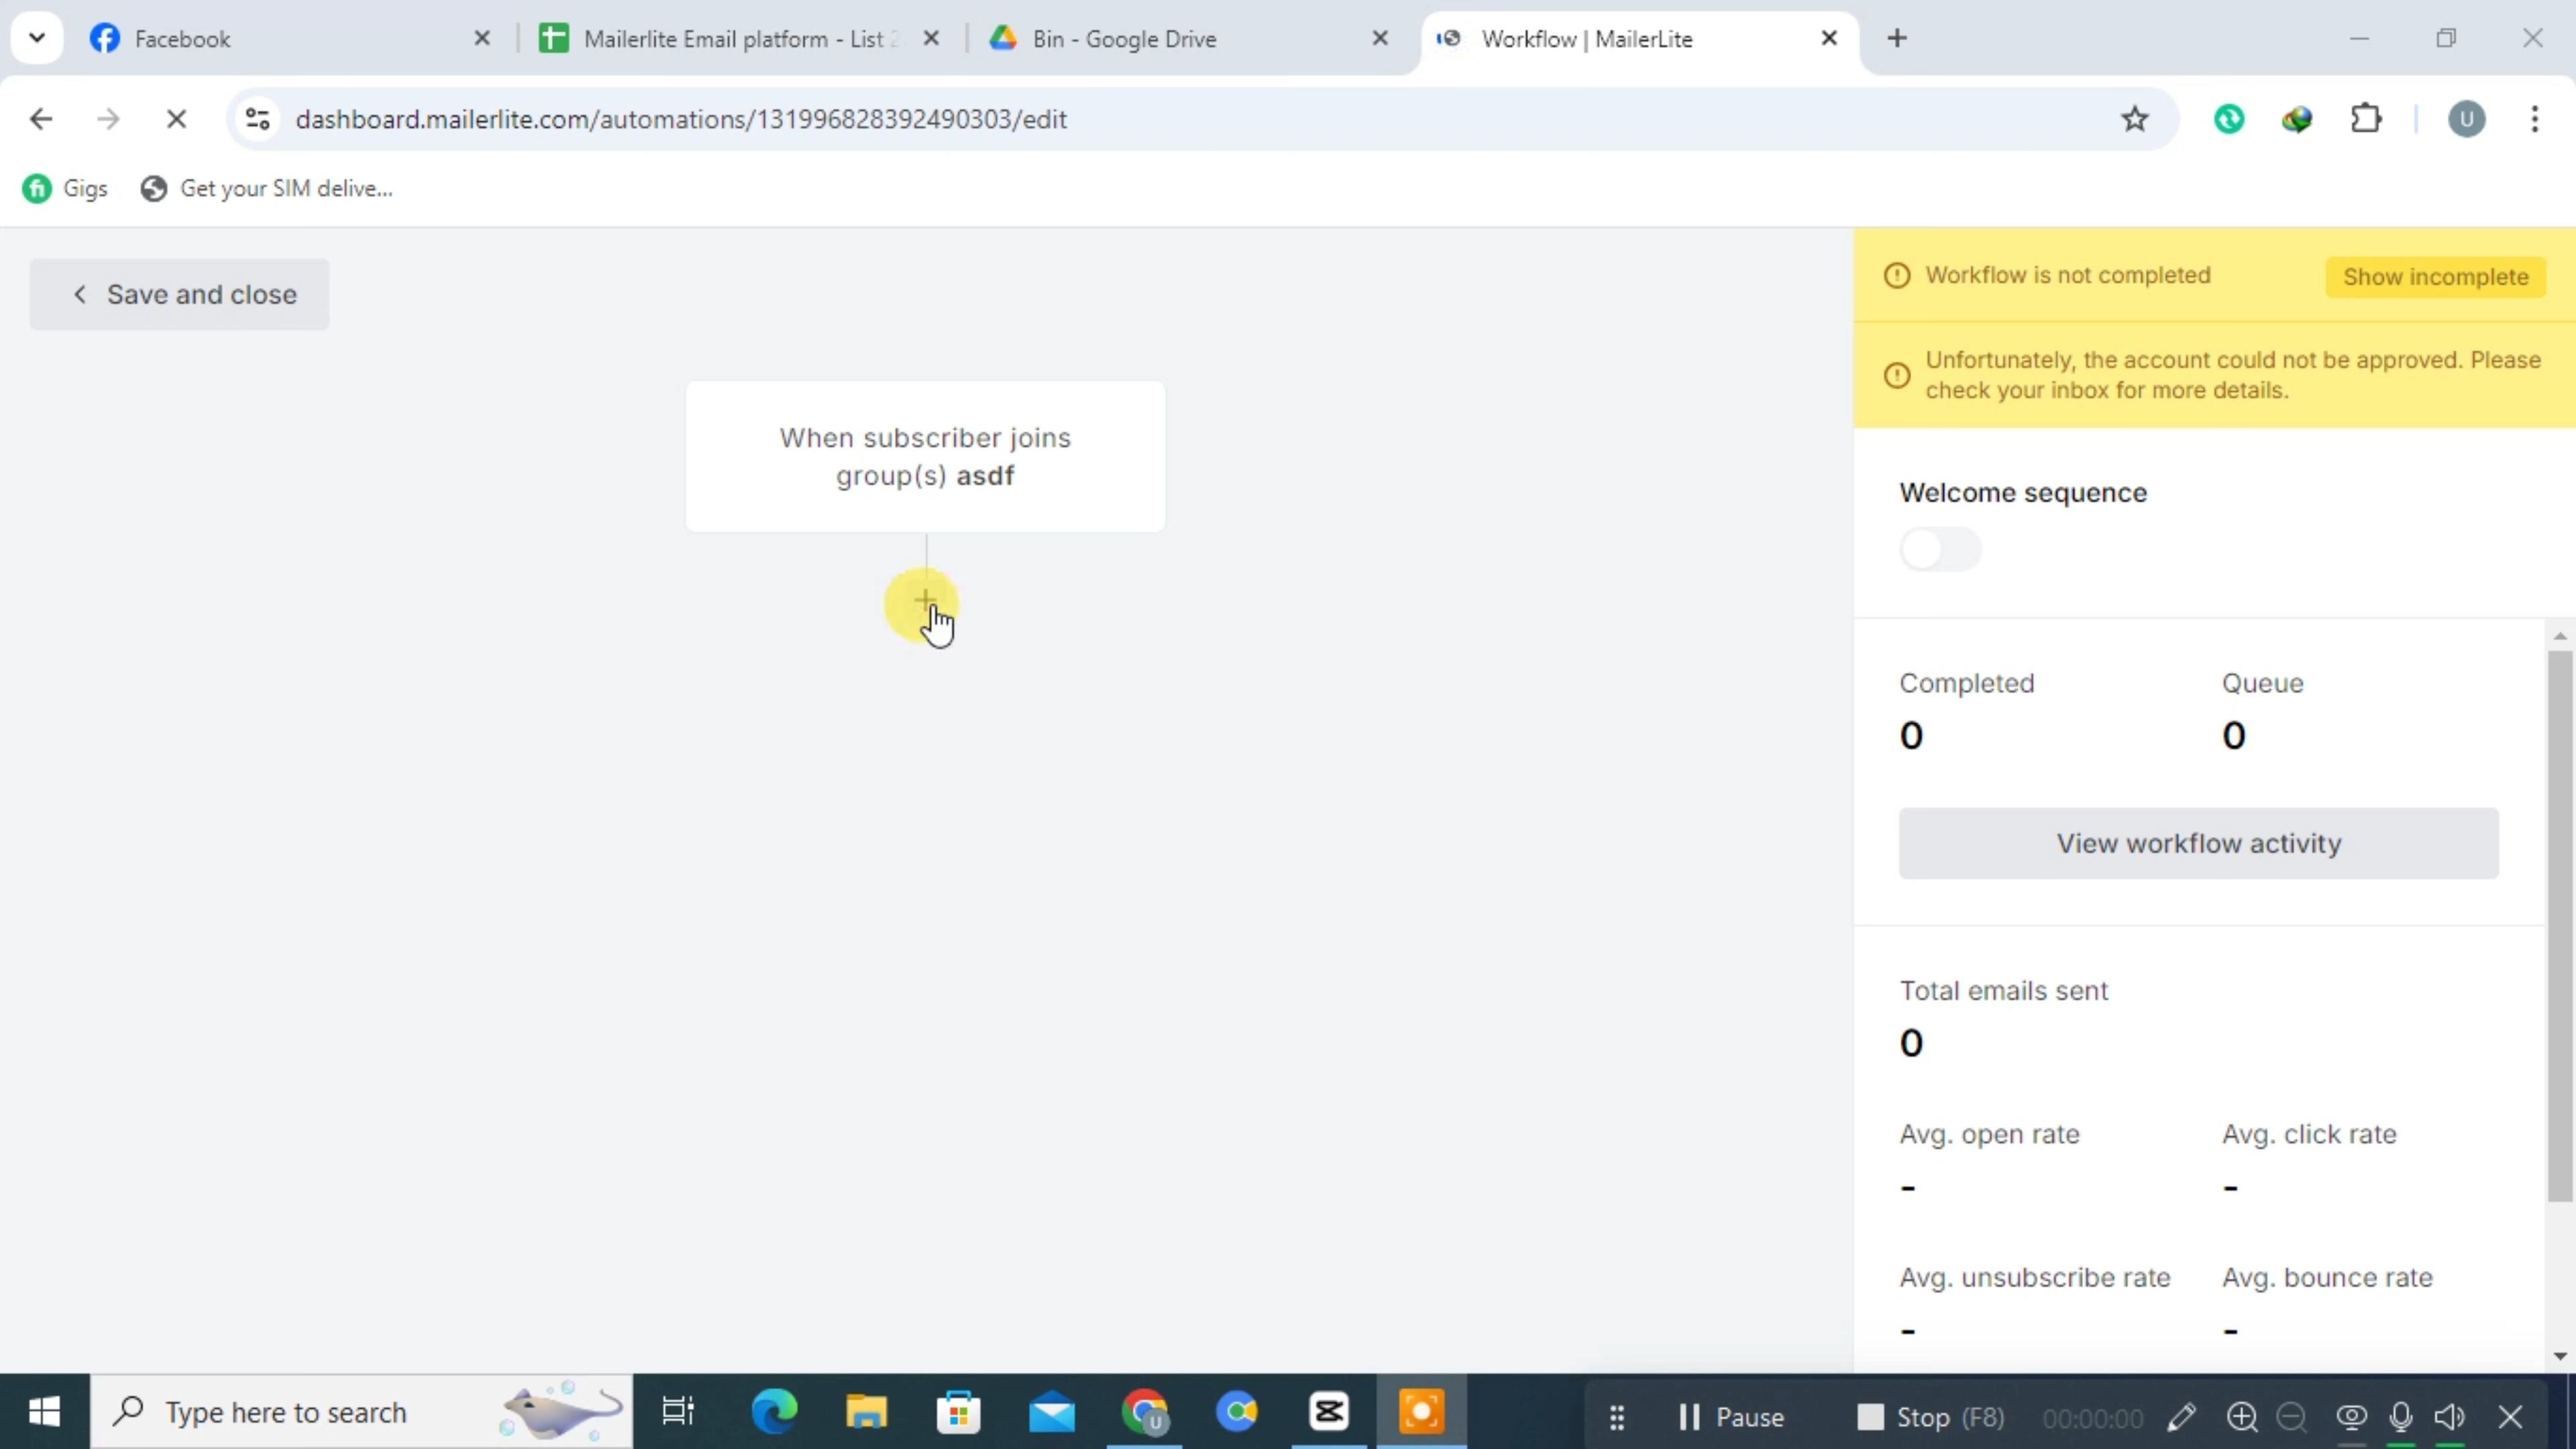 Facebook
Mailerlite Email platform - List
Bin - Google Drive
Workflow | MailerLite
dashboard.mailerlite.com/automations/131996828392490303/edit
U
Gigs
Get your SIM delive...
Save and close
Workflow is not completed
Show incomplete
Unfortunately, the account could not be approved. Please
check your inbox for more details.
When subscriber joins
group(s) asdf
Welcome sequence
Completed
Queue
0
0
View workflow activity
Total emails sent
0
Avg. open rate
Avg. click rate
-
-
Avg. unsubscribe rate
Avg. bounce rate
-
-
Type here to search
U
Pause
Stop (F8)
00:00:00